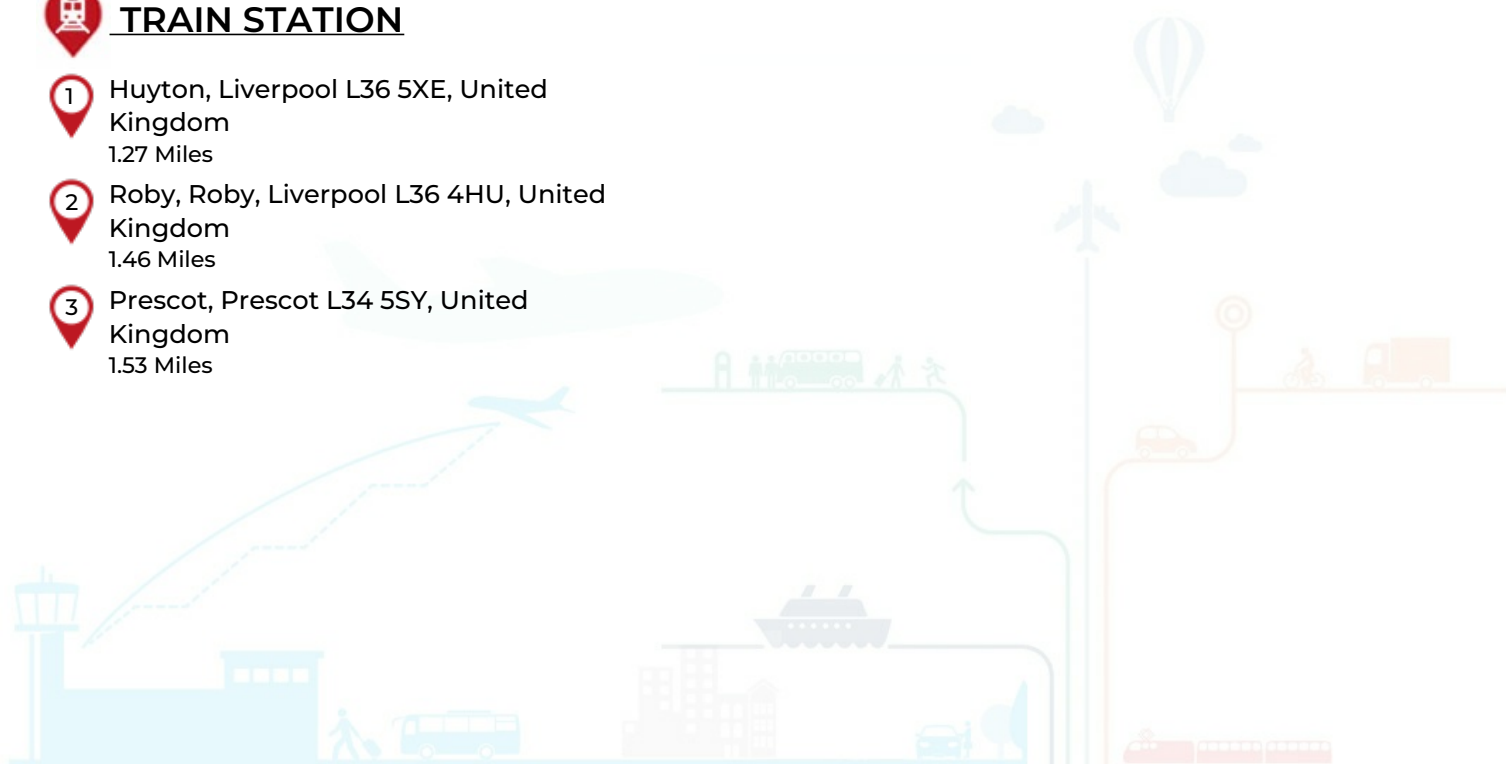 TRAIN STATION
1
Huyton, Liverpool L36 5XE, United
Kingdom
1.27 Miles
2
Roby, Roby, Liverpool L36 4HU, United
Kingdom
1.46 Miles
3
Prescot, Prescot L34 5SY, United
Kingdom
1.53 Miles